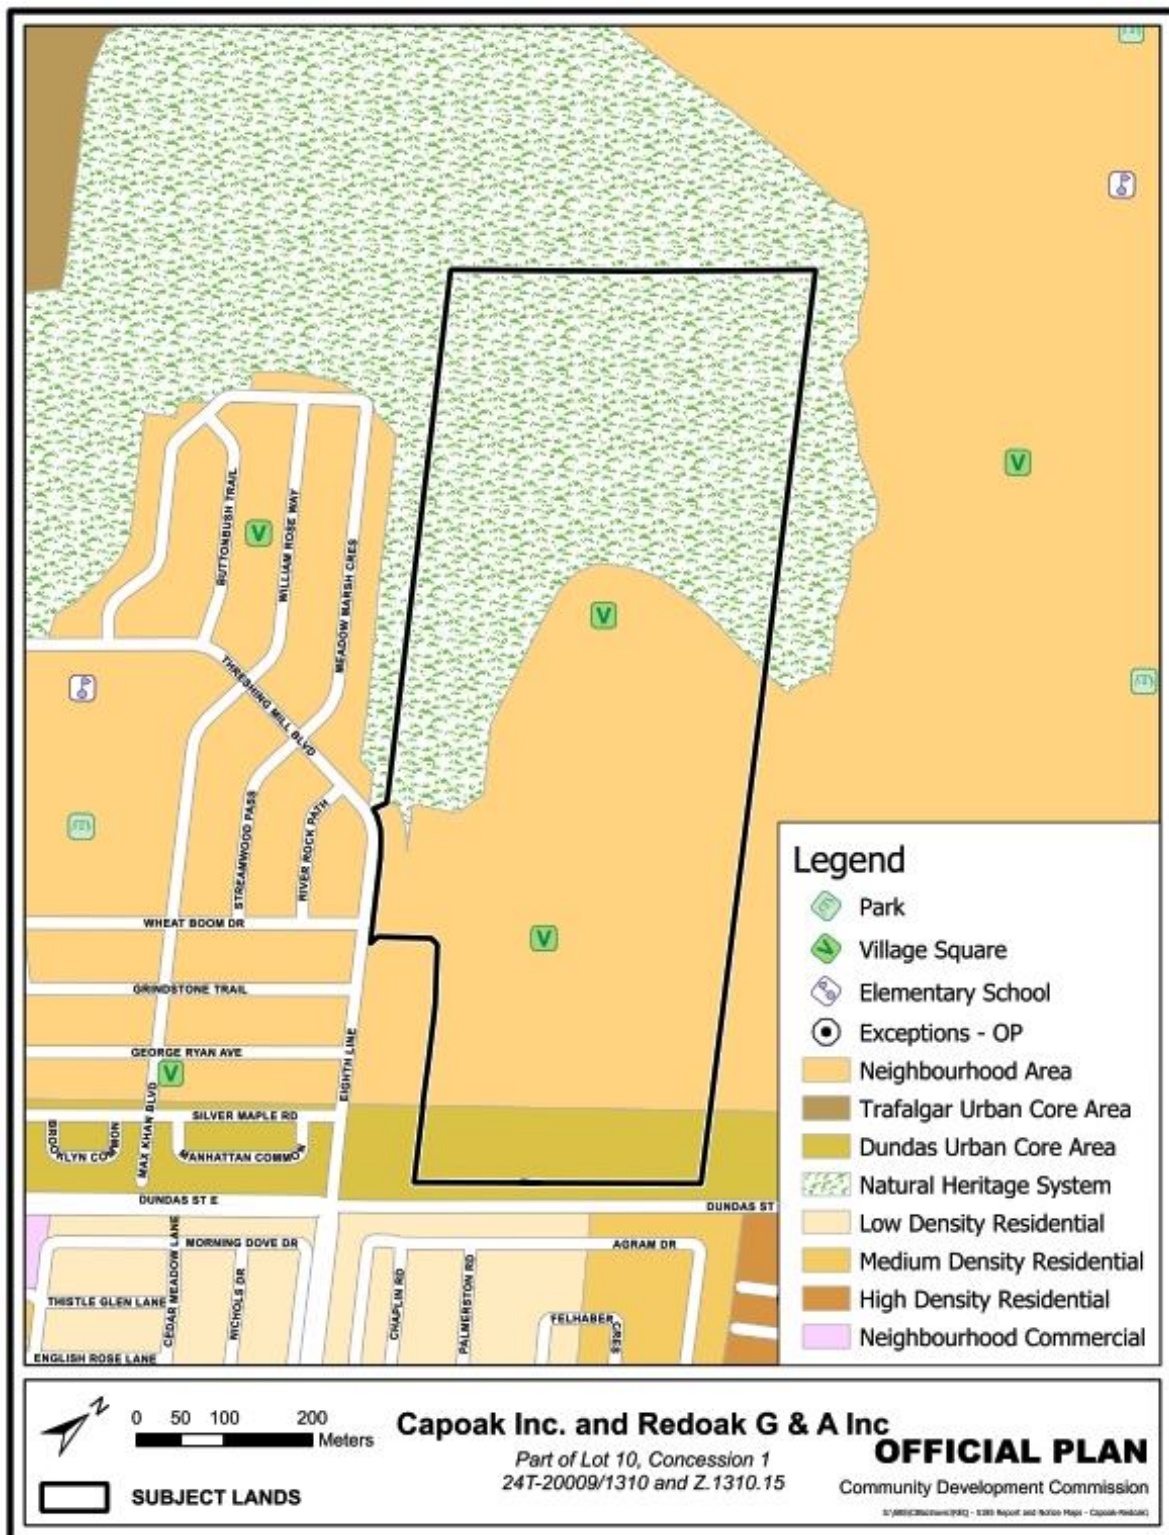 V
V
BUTTONBUSH TRAIL
WILLIAM ROSE WAY
MEADOW MARSH CRES
V
THRESHING MILL BLVD
STREAMWOOD PASS
RIVER ROCK PATH
WHEAT BOOM DR
V
GRINDSTONE TRAIL
EIGHTH LINE
GEORGE RYAN AVE
V
MAX KHAN BLVD
SILVER MAPLE RD
MANHATTAN COMMON
DUNDAS ST E
DUNDAS ST
MORNING DOVE DR
AGRAM DR
CEDAR MEADOW LANE
NICHOLS DR
CHAPLIN RD
PALMERSTON RD
THISTLE GLEN LANE
FELHABER
CRES
ENGLISH ROSE LANE
Legend
Park
V Village Square
Elementary School
Exceptions - OP
Neighbourhood Area
Trafalgar Urban Core Area
Dundas Urban Core Area
Natural Heritage System
Low Density Residential
Medium Density Residential
High Density Residential
Neighbourhood Commercial
N
0 50 100 200
Meters
SUBJECT LANDS
Capoak Inc. and Redoak G & A Inc
Part of Lot 10, Concession 1
24T-20009/1310 and Z.1310.15
OFFICIAL PLAN
Community Development Commission